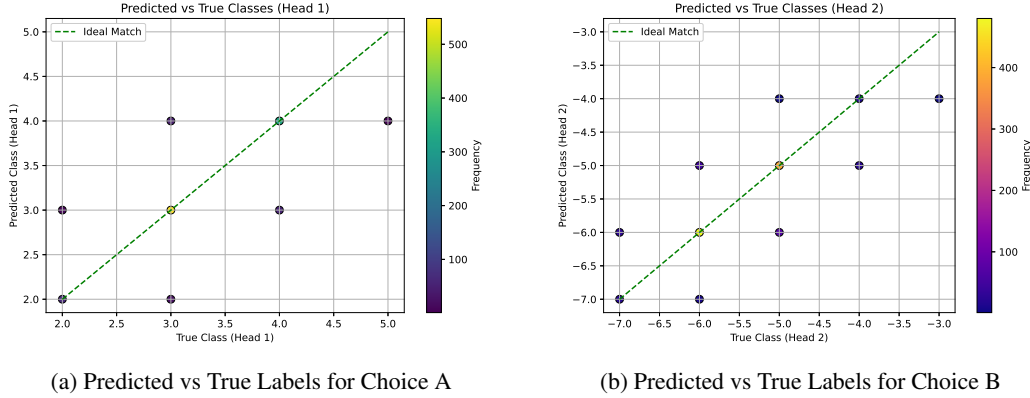 Predicted vs True Classes (Head 1)
Ideal Match
Predicted Class (Head 1)
5.0
4.5
4.0
3.5
3.0
2.5
2.0
2.0 2.5 3.0 3.5 4.0 4.5 5.0
True Class (Head 1)
500
400
300
200
100
Frequency
(a) Predicted vs True Labels for Choice A
Predicted vs True Classes (Head 2)
Ideal Match
Predicted Class (Head 2)
−3.0
−3.5
−4.0
−4.5
−5.0
−5.5
−6.0
−6.5
−7.0
−7.0 −6.5 −6.0 −5.5 −5.0 −4.5 −4.0 −3.5 −3.0
True Class (Head 2)
400
300
200
100
Frequency
(b) Predicted vs True Labels for Choice B